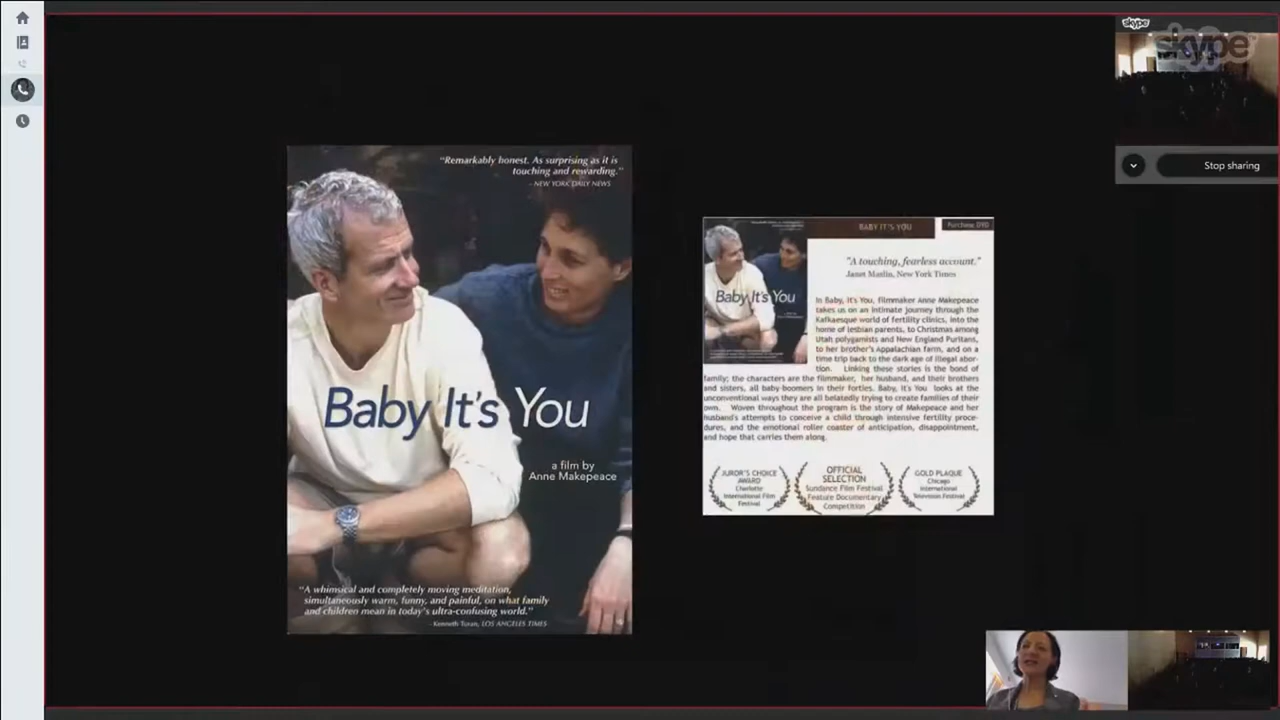 skype
skype
Stop sharing
"Remarkably honest. As surprising as it is
touching and rewarding."
- NEW YORK DAILY NEWS
Baby It's You
a film by
Anne Makepeace
"A whimsical and completely moving meditation,
simultaneously warm, funny, and painful, on what family
and children mean in today's ultra-confusing world."
- Kenneth Turan, LOS ANGELES TIMES
BABY IT'S YOU
Purchase DVD
"A touching, fearless account."
Janet Maslin, New York Times
Baby It's You
In Baby, It's You, filmmaker Anne Makepeace
takes us on an intimate journey through the
Kafkaesque world of fertility clinics, into the
home of lesbian parents, to Christmas among
Utah polygamists and New England Puritans,
to her brother's Appalachian farm, and on a
time trip back to the dark age of illegal abor-
tion. Linking these stories is the bond of
family; the characters are the filmmaker, her husband, and their brothers
and sisters, all baby-boomers in their forties. Baby, It's You looks at the
unconventional ways they are all belatedly trying to create families of their
own. Woven throughout the program is the story of Makepeace and her
husband's attempts to conceive a child through intensive fertility proce-
dures, and the emotional roller coaster of anticipation, disappointment,
and hope that carries them along.
JUROR'S CHOICE
AWARD
Charlotte
International Film
Festival
OFFICIAL
SELECTION
Sundance Film Festival
Feature Documentary
Competition
GOLD PLAQUE
Chicago
International
Television Festival